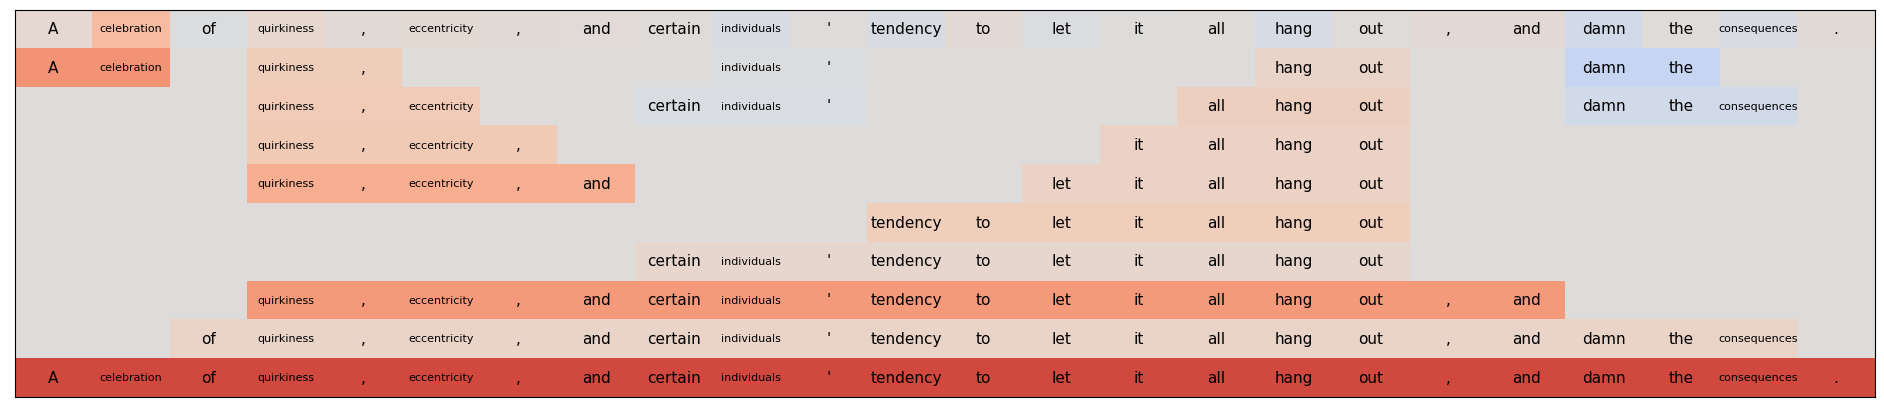 A celebration of quirkiness , eccentricity , and certain individuals ' tendency to let it all hang out , and damn the consequences .
A celebration quirkiness , individuals ' hang out damn the
quirkiness , eccentricity certain individuals ' all hang out damn the consequences
quirkiness , eccentricity , it all hang out
quirkiness , eccentricity , and let it all hang out
tendency to let it all hang out
certain individuals ' tendency to let it all hang out
quirkiness , eccentricity , and certain individuals ' tendency to let it all hang out , and
of quirkiness , eccentricity , and certain individuals ' tendency to let it all hang out , and damn the consequences
A celebration of quirkiness , eccentricity , and certain individuals ' tendency to let it all hang out , and damn the consequences .